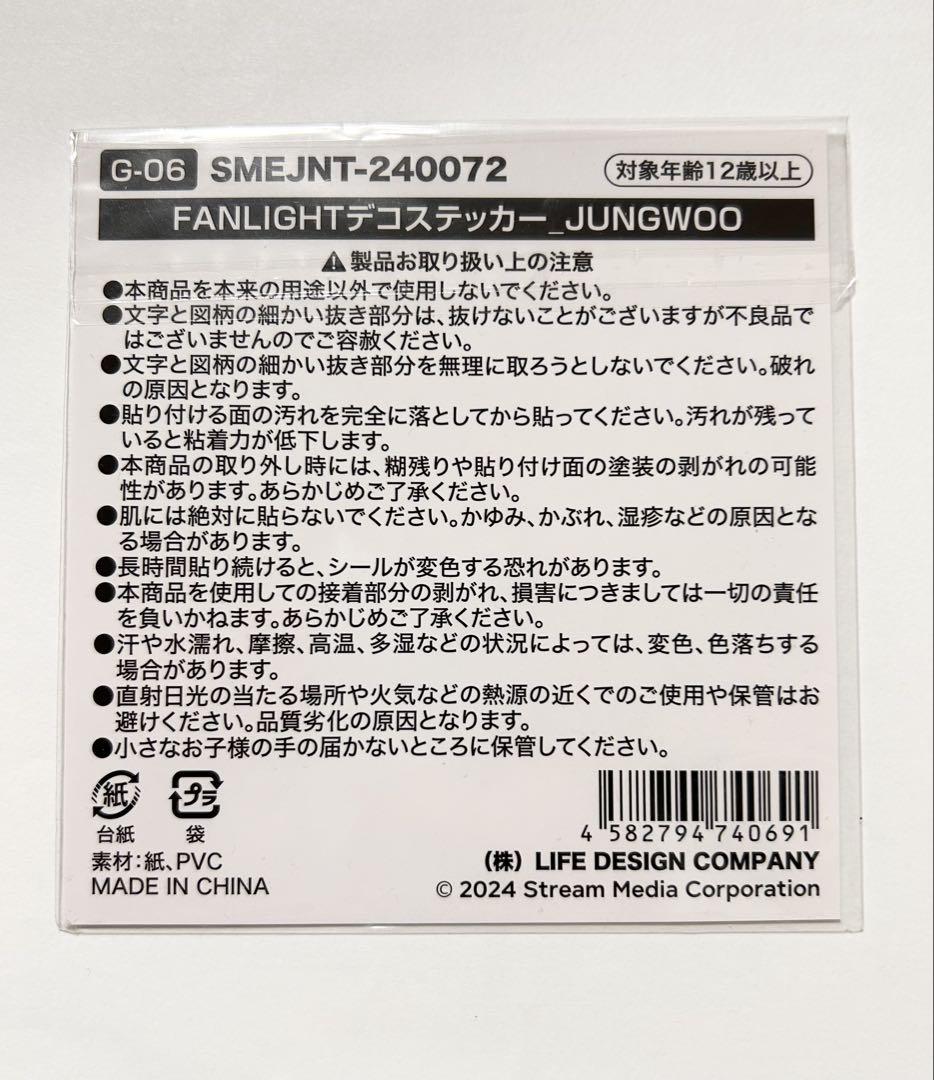 G-06 SMEJNT-240072 対象年齢12歳以上
FANLIGHTデコステッカー_JUNGWOO
⚠製品お取り扱い上の注意
●本商品を本来の用途以外で使用しないでください。
●文字と図柄の細かい抜き部分は、抜けないことがございますが不良品で
はございませんのでご容赦ください。
●文字と図柄の細かい抜き部分を無理に取ろうとしないでください。破れ
の原因となります。
●貼り付ける面の汚れを完全に落としてから貼ってください。汚れが残って
いると粘着力が低下します。
●本商品の取り外し時には、糊残りや貼り付け面の塗装の剥がれの可能
性があります。あらかじめご了承ください。
●肌には絶対に貼らないでください。かゆみ、かぶれ、湿疹などの原因とな
る場合があります。
●長時間貼り続けると、シールが変色する恐れがあります。
●本商品を使用しての接着部分の剥がれ、損害につきましては一切の責任
を負いかねます。あらかじめご了承ください。
●汗や水濡れ、摩擦、高温、多湿などの状況によっては、変色、色落ちする
場合があります。
●直射日光の当たる場所や火気などの熱源の近くでのご使用や保管はお
避けください。品質劣化の原因となります。
●小さなお子様の手の届かないところに保管してください。
紙 プラ
台紙 袋
4 582794 740691
素材:紙、PVC
MADE IN CHINA
(株) LIFE DESIGN COMPANY
© 2024 Stream Media Corporation